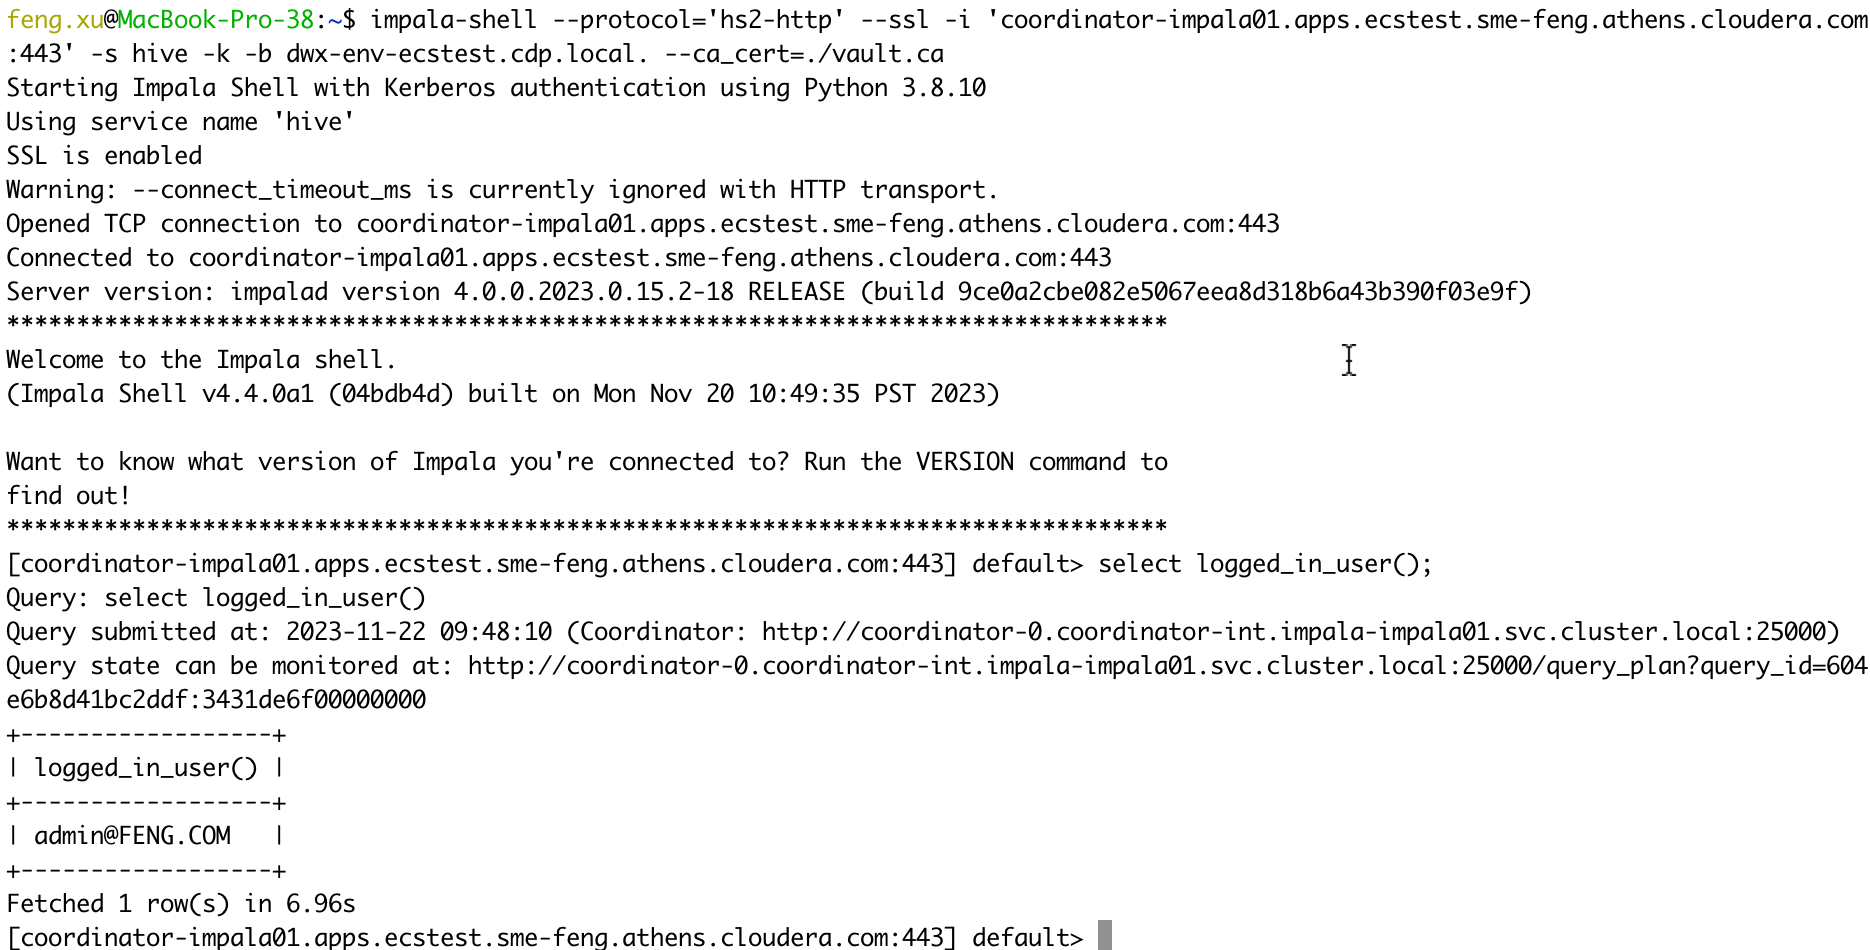 feng.xu@MacBook-Pro-38:~$ impala-shell --protocol='hs2-http' --ssl -i 'coordinator-impala01.apps.ecstest.sme-feng.athens.cloudera.com
:443' -s hive -k -b dwx-env-ecstest.cdp.local. --ca_cert=./vault.ca
Starting Impala Shell with Kerberos authentication using Python 3.8.10
Using service name 'hive'
SSL is enabled
Warning: --connect_timeout_ms is currently ignored with HTTP transport.
Opened TCP connection to coordinator-impala01.apps.ecstest.sme-feng.athens.cloudera.com:443
Connected to coordinator-impala01.apps.ecstest.sme-feng.athens.cloudera.com:443
Server version: impalad version 4.0.0.2023.0.15.2-18 RELEASE (build 9ce0a2cbe082e5067eea8d318b6a43b390f03e9f)
***********************************************************************************
Welcome to the Impala shell.
(Impala Shell v4.4.0a1 (04bdb4d) built on Mon Nov 20 10:49:35 PST 2023)

Want to know what version of Impala you're connected to? Run the VERSION command to
find out!
***********************************************************************************
[coordinator-impala01.apps.ecstest.sme-feng.athens.cloudera.com:443] default> select logged_in_user();
Query: select logged_in_user()
Query submitted at: 2023-11-22 09:48:10 (Coordinator: http://coordinator-0.coordinator-int.impala-impala01.svc.cluster.local:25000)
Query state can be monitored at: http://coordinator-0.coordinator-int.impala-impala01.svc.cluster.local:25000/query_plan?query_id=604
e6b8d41bc2ddf:3431de6f00000000
+------------------+
| logged_in_user() |
+------------------+
| admin@FENG.COM   |
+------------------+
Fetched 1 row(s) in 6.96s
[coordinator-impala01.apps.ecstest.sme-feng.athens.cloudera.com:443] default>